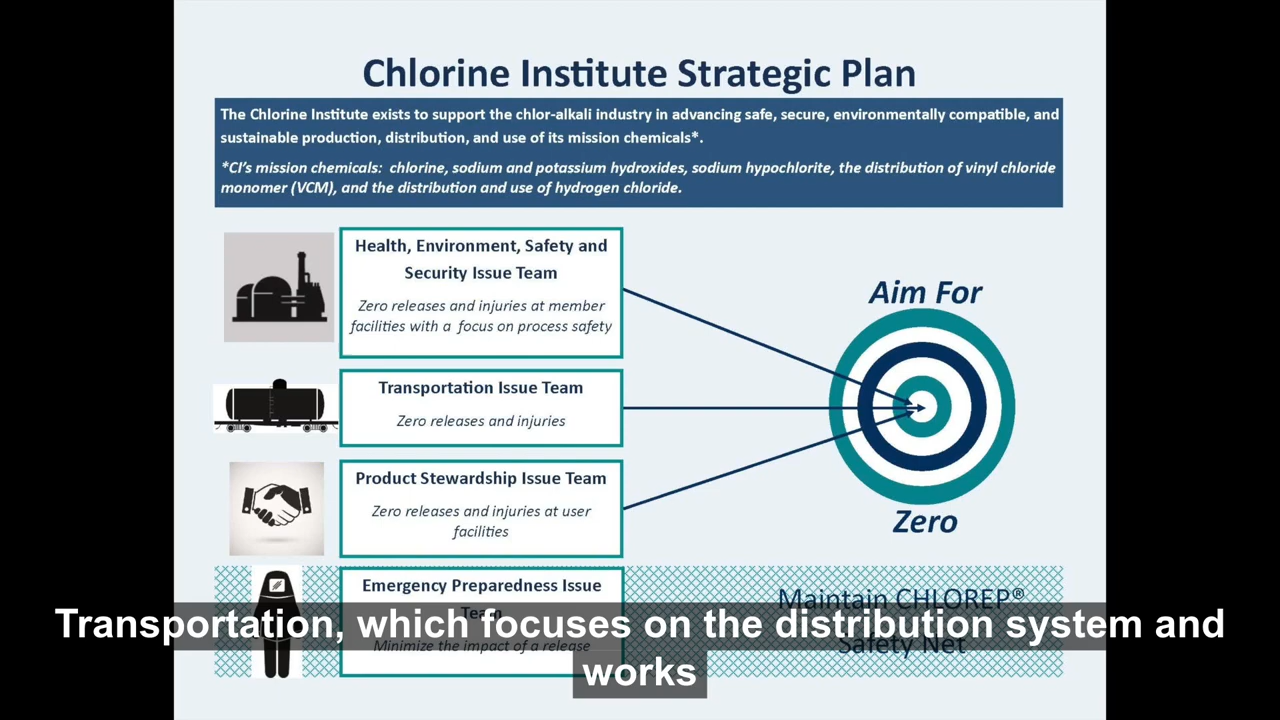 Chlorine Institute Strategic Plan
The Chlorine Institute exists to support the chlor-alkali industry in advancing safe, secure, environmentally compatible, and
sustainable production, distribution, and use of its mission chemicals*.
*CI's mission chemicals: chlorine, sodium and potassium hydroxides, sodium hypochlorite, the distribution of vinyl chloride
monomer (VCM), and the distribution and use of hydrogen chloride.
Health, Environment, Safety and
Security Issue Team
Zero releases and injuries at member
facilities with a focus on process safety
Transportation Issue Team
Zero releases and injuries
Product Stewardship Issue Team
Zero releases and injuries at user
facilities
Emergency Preparedness Issue
Team
Minimize the impact of a release
Aim For
Zero
Maintain CHLOREP®
Safety Net
Transportation, which focuses on the distribution system and
works